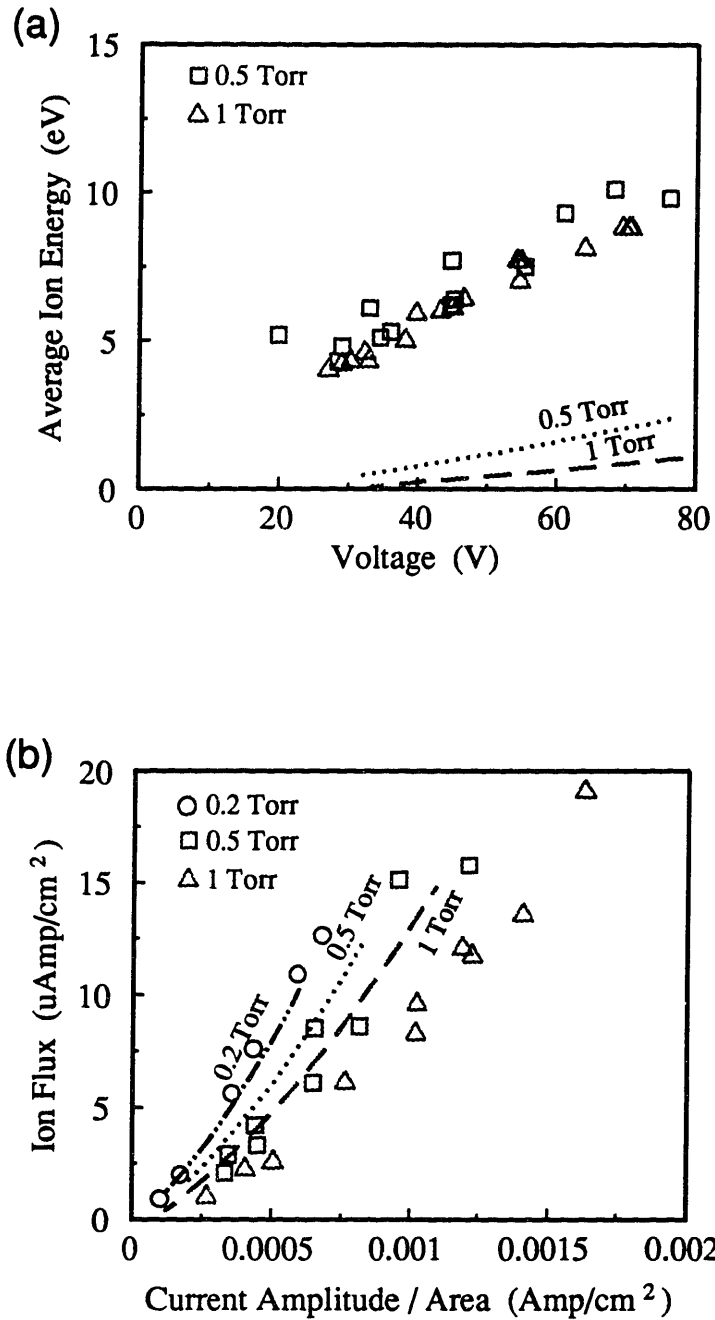 (a)
15
10
5
0
Average Ion Energy (eV)
0.5 Torr
1 Torr
0.5 Torr
1 Torr
0
20
40
60
80
Voltage (V)
(b)
20
15
10
5
0
Ion Flux (uAmp/cm²)
0.2 Torr
0.5 Torr
1 Torr
0.2 Torr
0.5 Torr
1 Torr
0
0.0005
0.001
0.0015
0.002
Current Amplitude / Area (Amp/cm²)